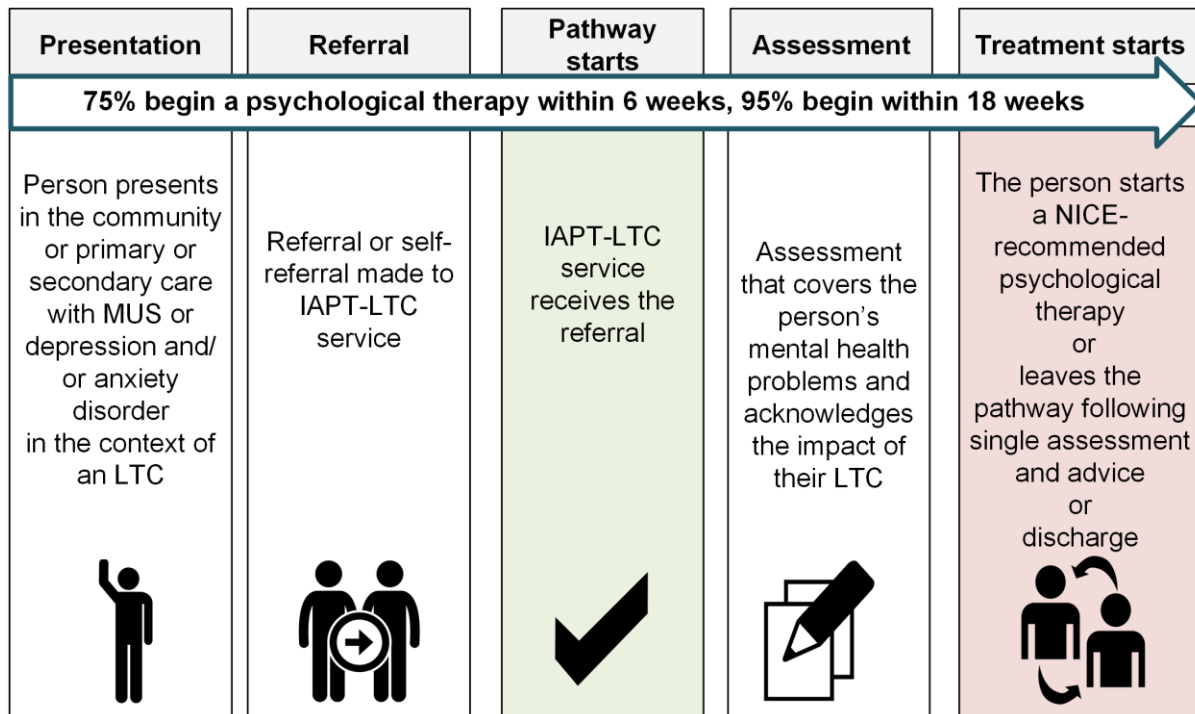 Presentation
Referral
Pathway
starts
Assessment
Treatment starts
75% begin a psychological therapy within 6 weeks, 95% begin within 18 weeks
Person presents
in the community
or primary or
secondary care
with MUS or
depression and/
or anxiety
disorder
in the context of
an LTC
Referral or self-
referral made to
IAPT-LTC
service
IAPT-LTC
service
receives the
referral
Assessment
that covers the
person's
mental health
problems and
acknowledges
the impact of
their LTC
The person starts
a NICE-
recommended
psychological
therapy
or
leaves the
pathway following
single assessment
and advice
or
discharge